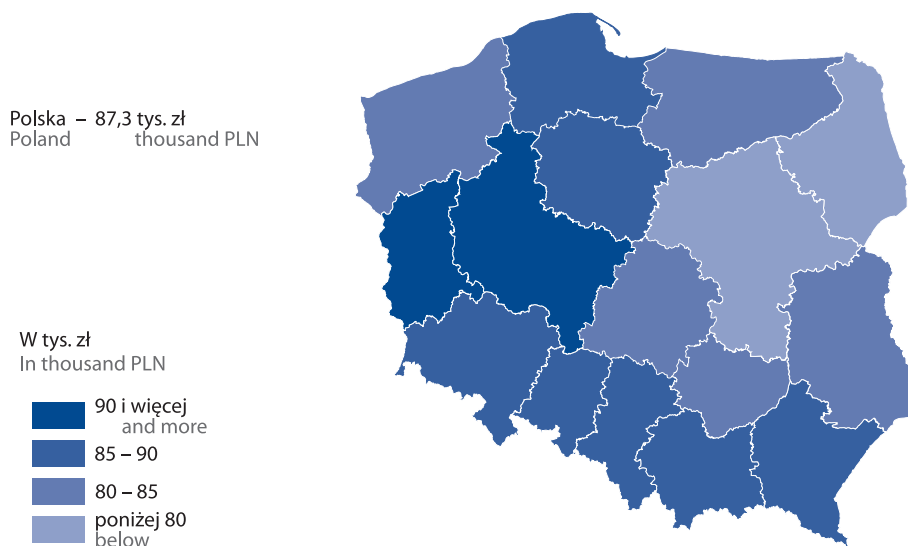 Polska – 87,3 tys. zł
Poland thousand PLN
W tys. zł
In thousand PLN
90 i więcej
and more
85 – 90
80 – 85
poniżej 80
below